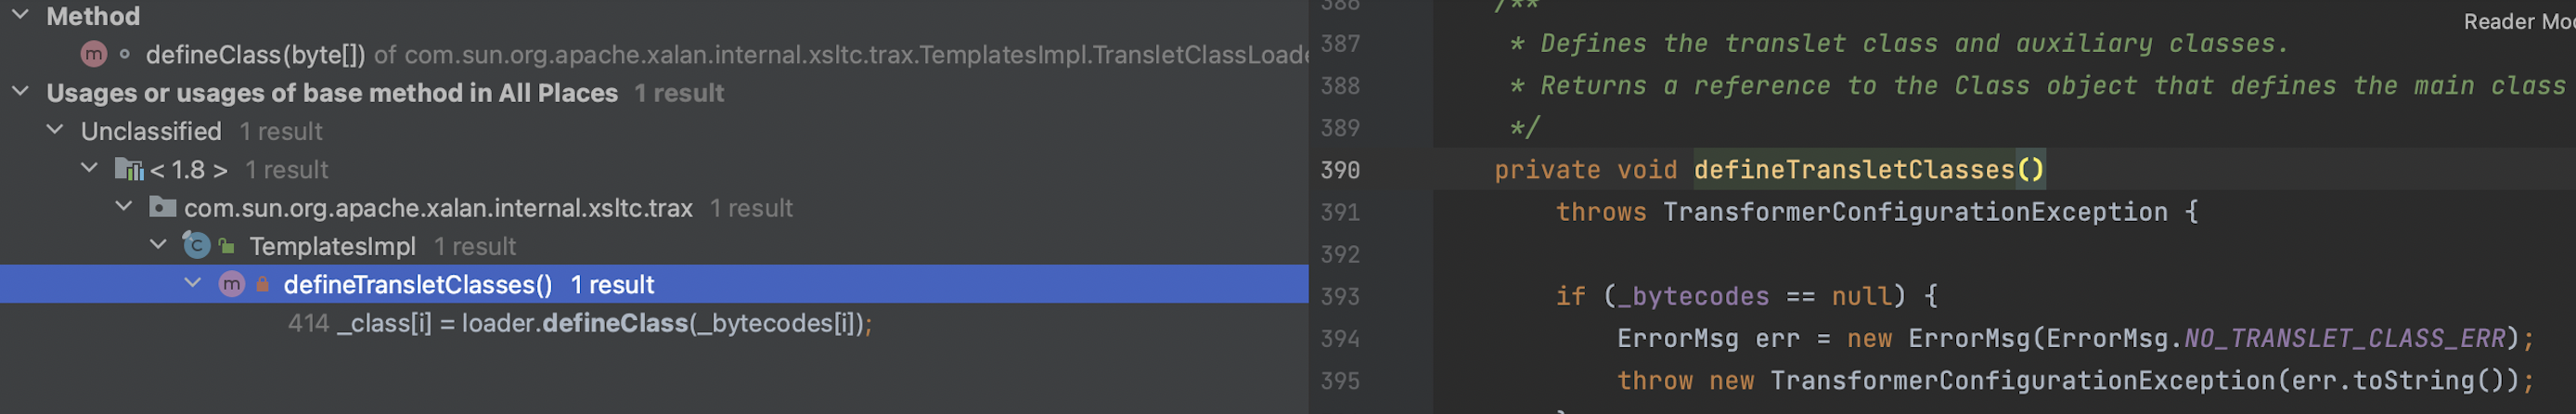 Method
defineClass(byte[]) of com.sun.org.apache.xalan.internal.xsltc.trax.TemplatesImpl.TransletClassLoade
Usages or usages of base method in All Places 1 result
Unclassified 1 result
< 1.8 > 1 result
com.sun.org.apache.xalan.internal.xsltc.trax 1 result
TemplatesImpl 1 result
defineTransletClasses() 1 result
414 _class[i] = loader.defineClass(_bytecodes[i]);
386 /**
Reader Mod
387 * Defines the translet class and auxiliary classes.
388 * Returns a reference to the Class object that defines the main class
389 */
390 private void defineTransletClasses()
391 throws TransformerConfigurationException {
392
393 if (_bytecodes == null) {
394 ErrorMsg err = new ErrorMsg(ErrorMsg.NO_TRANSLET_CLASS_ERR);
395 throw new TransformerConfigurationException(err.toString());